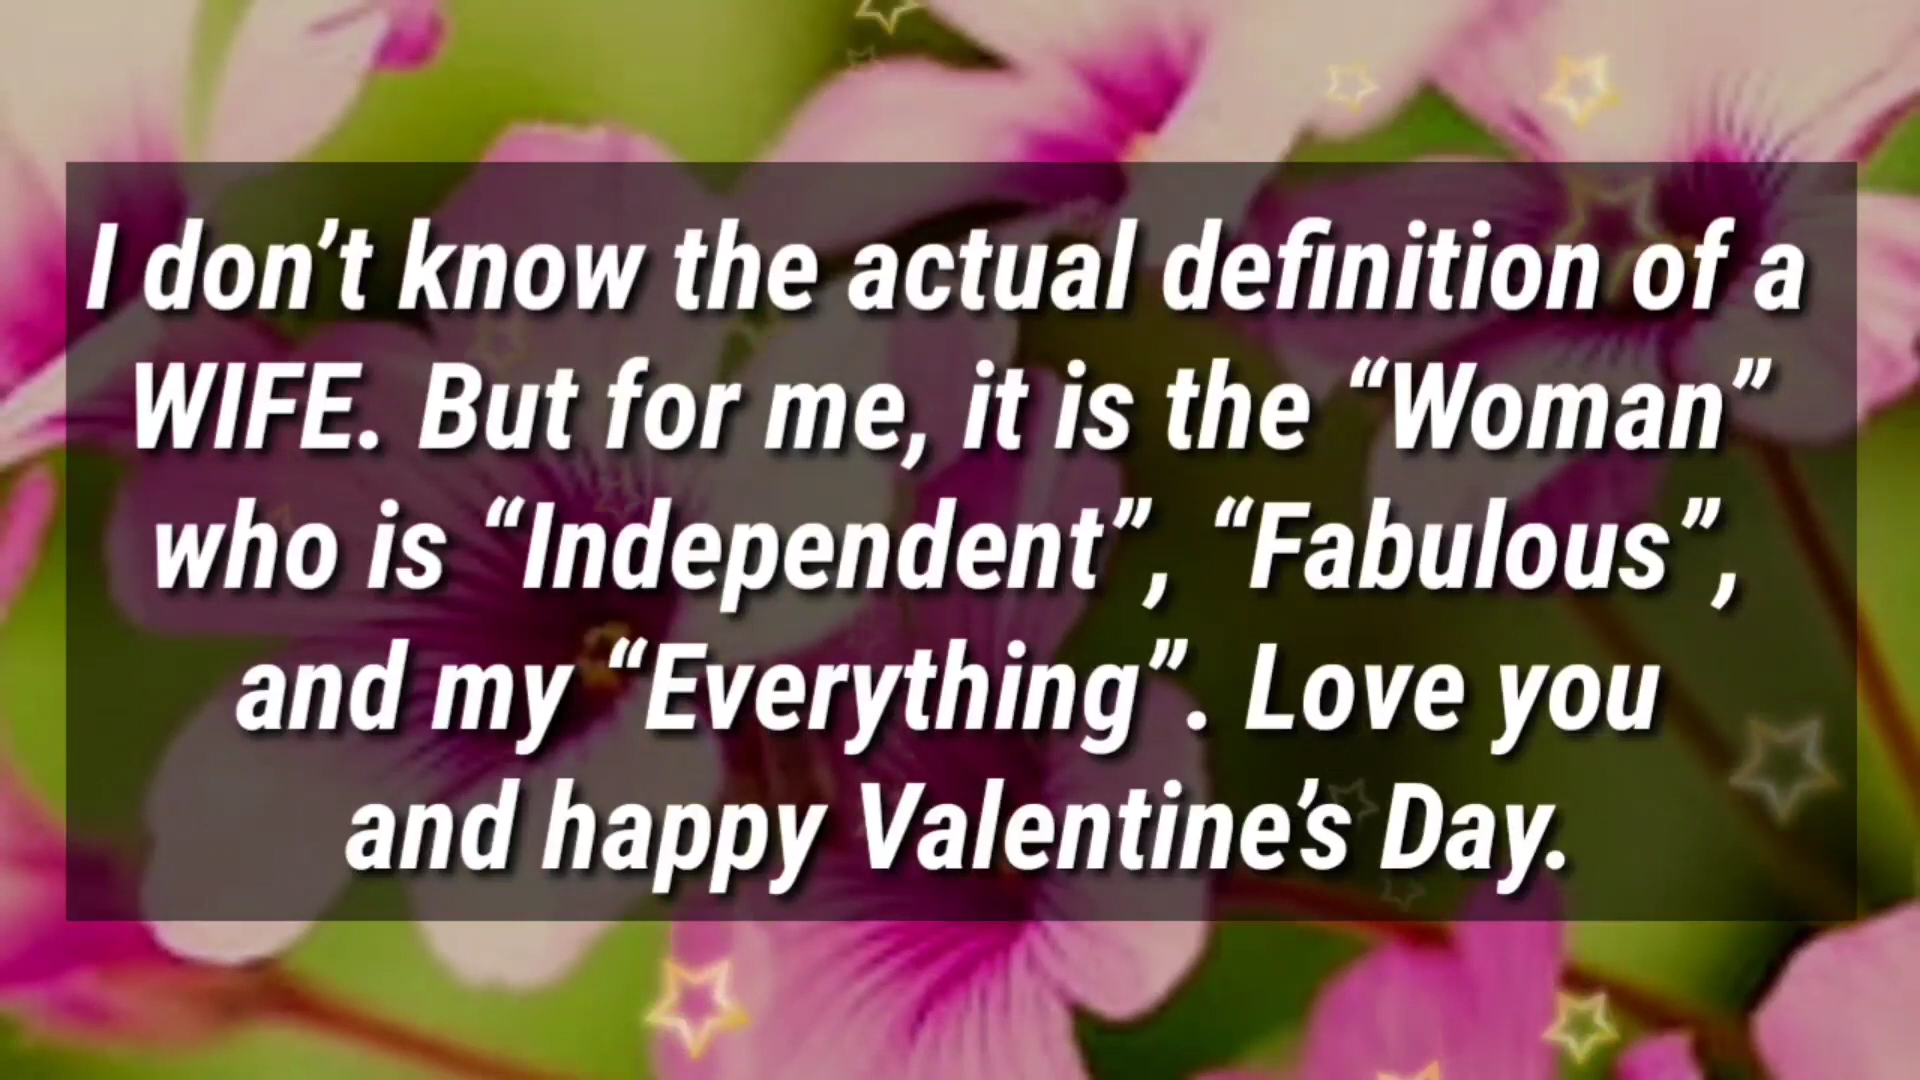 I don’t know the actual definition of a
WIFE. But for me, it is the “Woman”
who is “Independent”, “Fabulous”,
and my “Everything”. Love you
and happy Valentine’s Day.